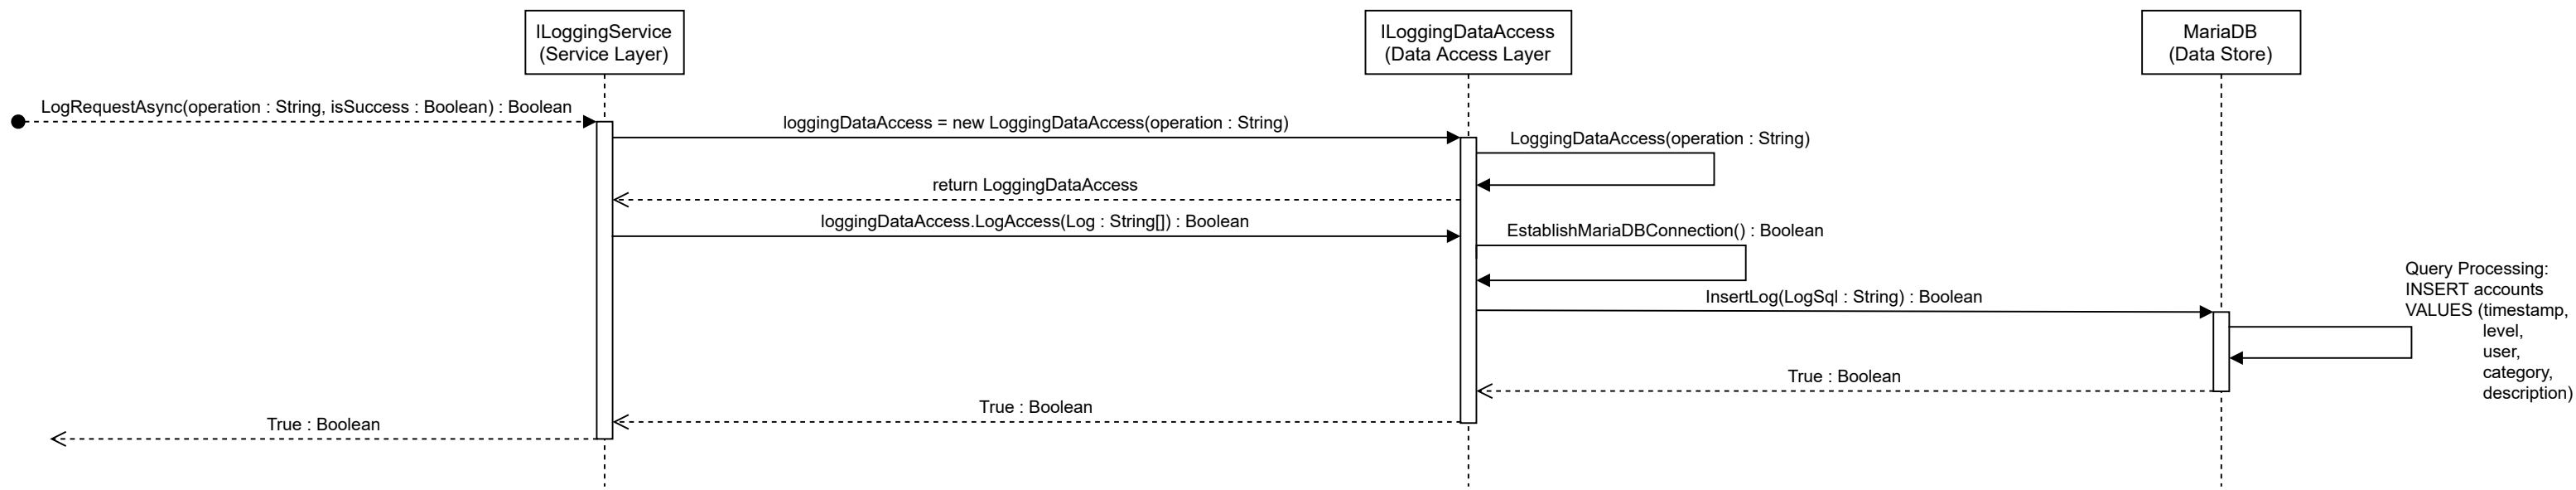 ILoggingService
(Service Layer)
ILoggingDataAccess
(Data Access Layer
MariaDB
(Data Store)
LogRequestAsync(operation : String, isSuccess : Boolean) : Boolean
loggingDataAccess = new LoggingDataAccess(operation : String)
LoggingDataAccess(operation : String)
return LoggingDataAccess
loggingDataAccess.LogAccess(Log : String[]) : Boolean
EstablishMariaDBConnection() : Boolean
InsertLog(LogSql : String) : Boolean
Query Processing:
INSERT accounts
VALUES (timestamp,
level,
user,
category,
description)
True : Boolean
True : Boolean
True : Boolean